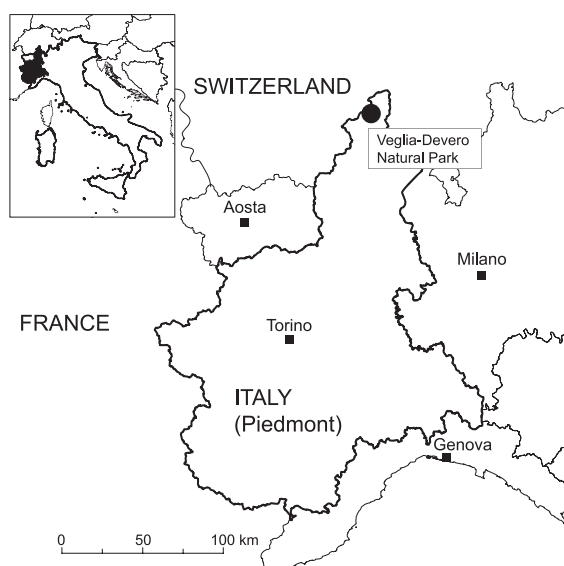 SWITZERLAND
Veglia-Devero
Natural Park
Aosta
Milano
FRANCE
Torino
ITALY
(Piedmont)
Genova
0 50 100 km